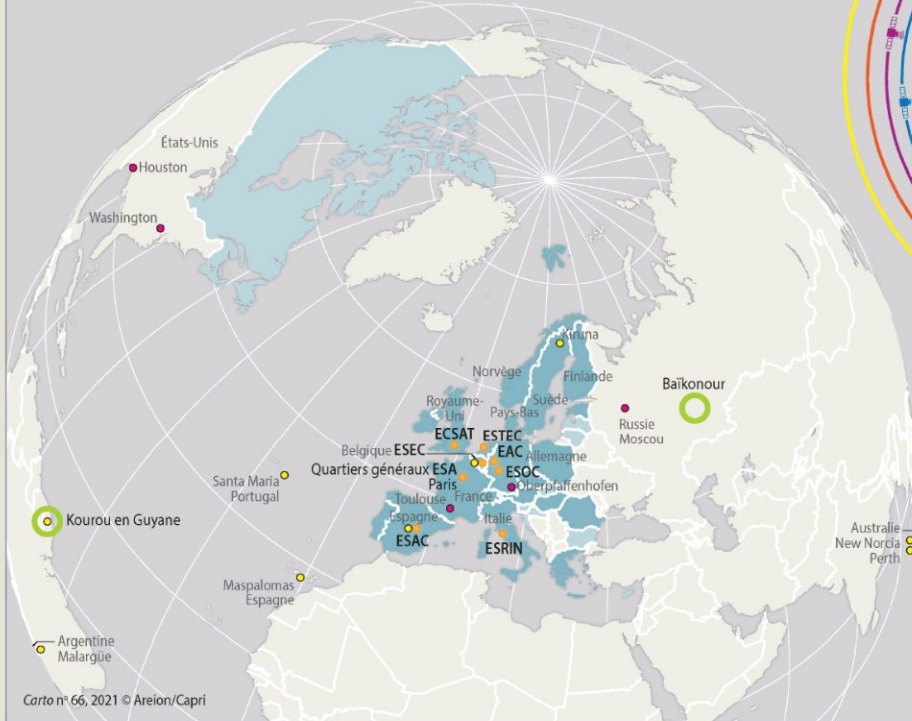 États-Unis
Houston
Washington
Kiruna
Norvège
Finlande
Suède
Baïkonour
Royaume-
Uni
Pays-Bas
Russie
Moscou
ECSAT
ESTEC
Belgique ESEC
EAC
Allemagne
Quartiers généraux ESA
Paris
ESOC
Oberpfaffenhofen
Santa Maria
Portugal
Toulouse
France
Kourou en Guyane
Espagne
Italie
ESAC
ESRIN
Australie
New Norcia
Perth
Maspalomas
Espagne
Argentine
Malargüe
Carto n° 66, 2021 © Areion/Capri